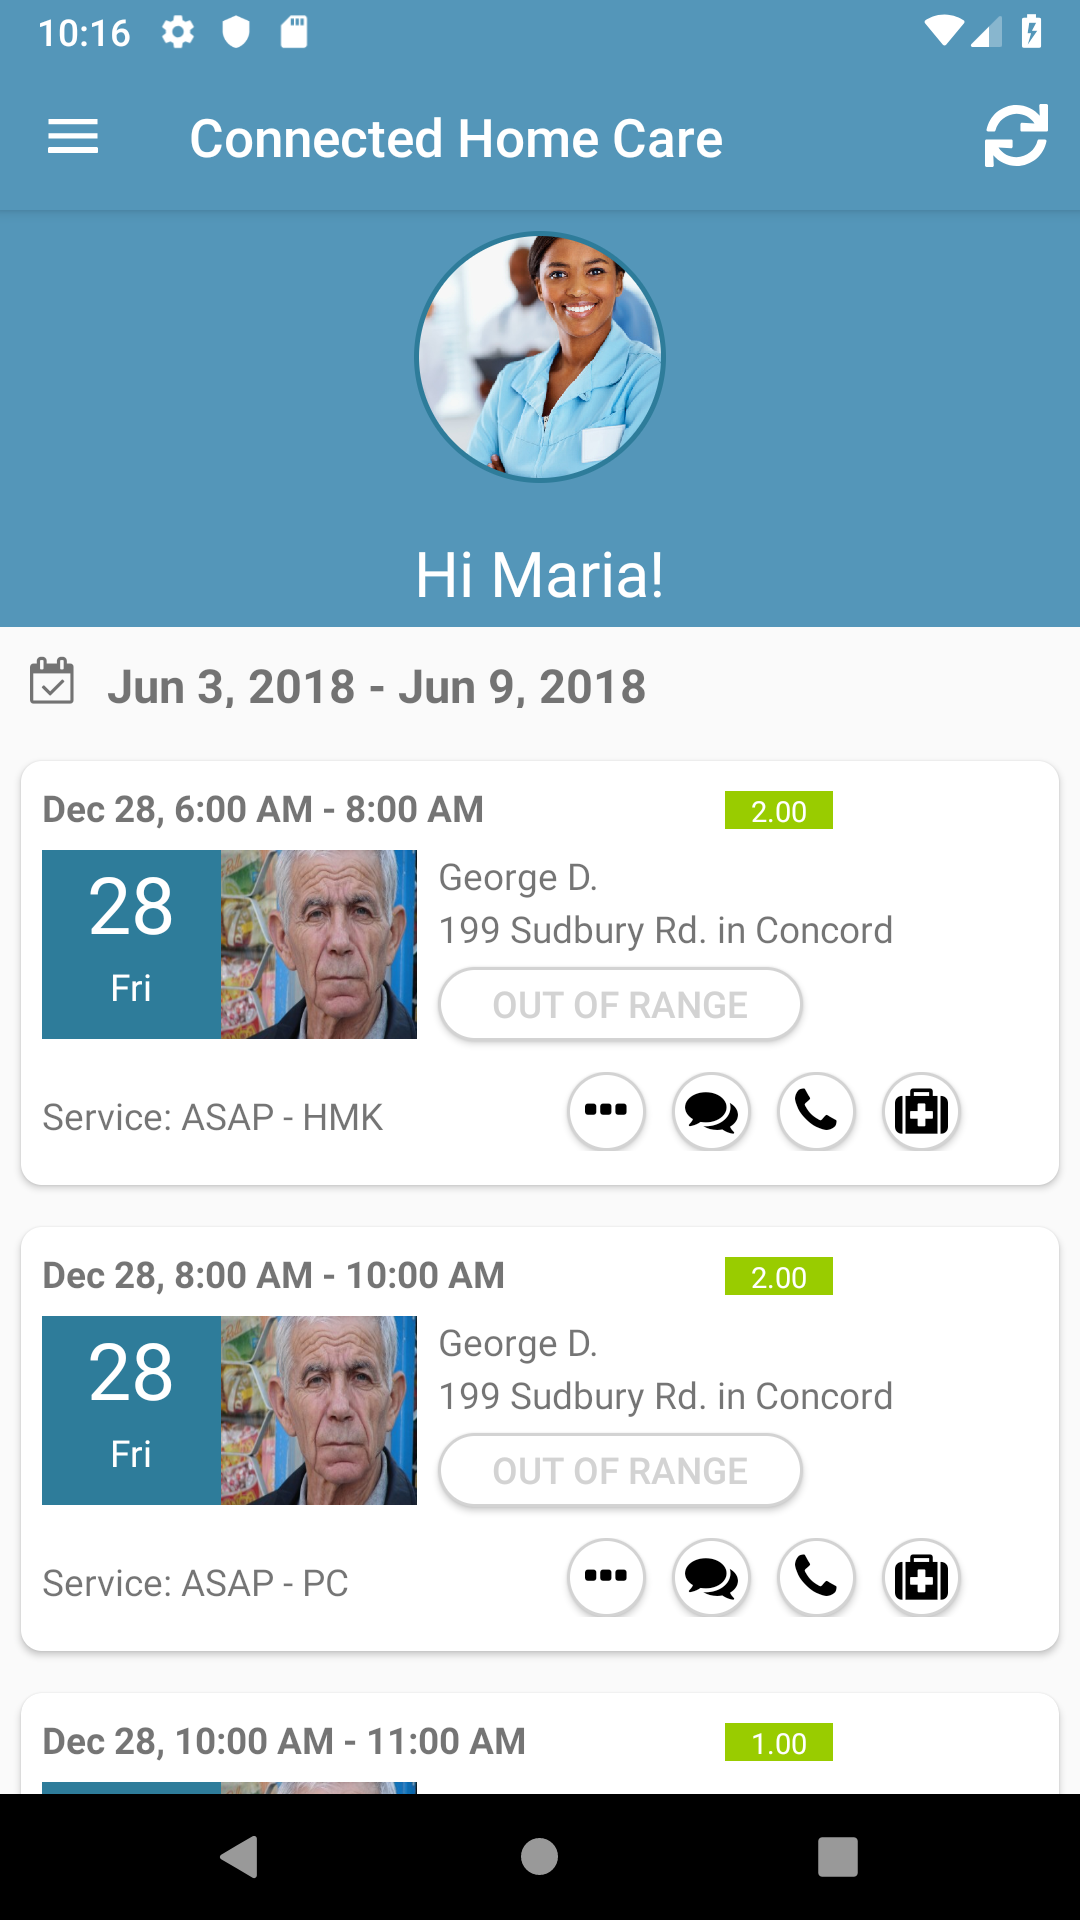 10:16
Connected Home Care
Hi Maria!
Jun 3, 2018 - Jun 9, 2018
Dec 28, 6:00 AM - 8:00 AM
2.00
28
Fri
George D.
199 Sudbury Rd. in Concord
OUT OF RANGE
Service: ASAP - HMK
Dec 28, 8:00 AM - 10:00 AM
2.00
28
Fri
George D.
199 Sudbury Rd. in Concord
OUT OF RANGE
Service: ASAP - PC
Dec 28, 10:00 AM - 11:00 AM
1.00